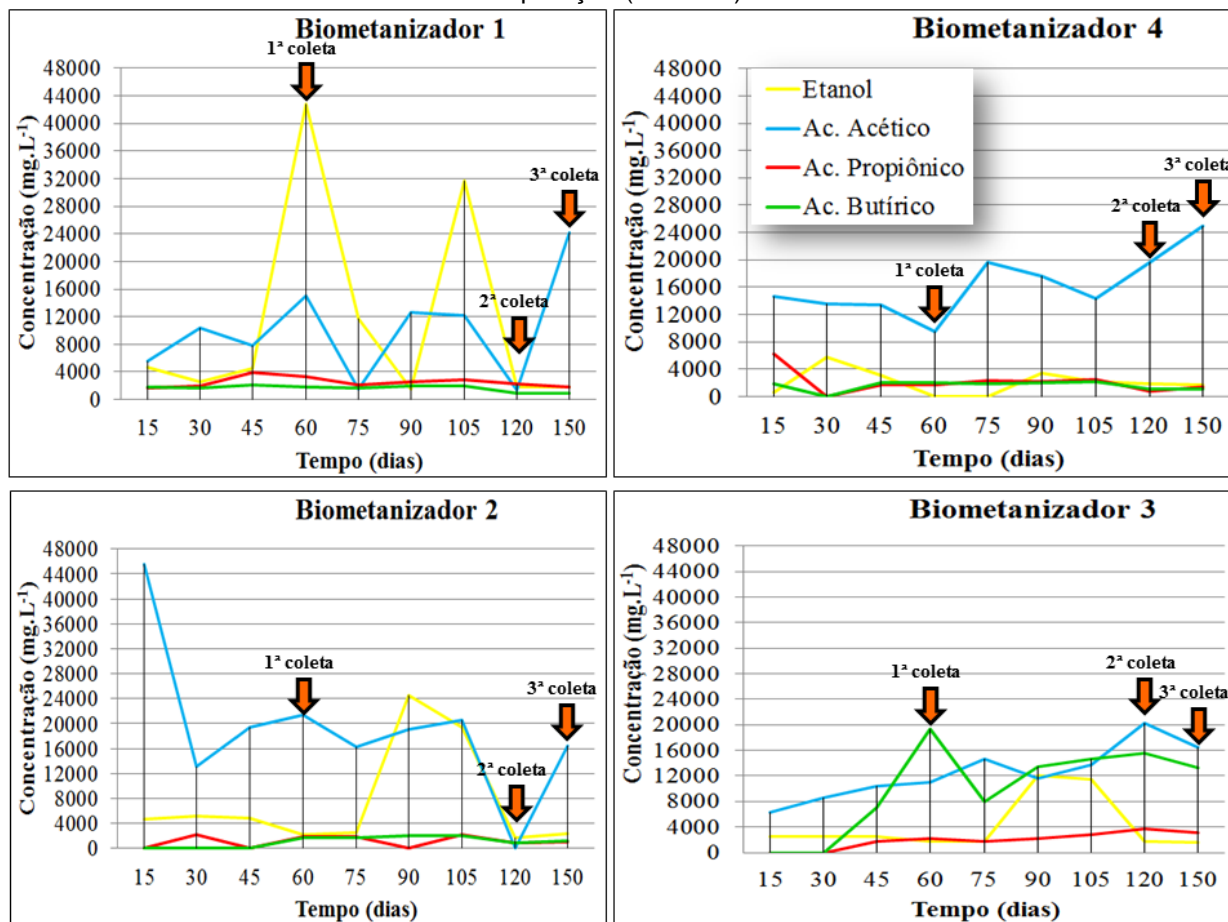 Biometanizador 1
1ª coleta
2ª coleta
3ª coleta
Concentração (mg.L⁻¹)
48000
44000
40000
36000
32000
28000
24000
20000
16000
12000
8000
4000
0
15 30 45 60 75 90 105 120 150
Tempo (dias)
Biometanizador 4
Etanol
Ac. Acético
Ac. Propiônico
Ac. Butírico
1ª coleta
2ª coleta
3ª coleta
Concentração (mg.L⁻¹)
48000
44000
40000
36000
32000
28000
24000
20000
16000
12000
8000
4000
0
15 30 45 60 75 90 105 120 150
Tempo (dias)
Biometanizador 2
1ª coleta
2ª coleta
3ª coleta
Concentração (mg.L⁻¹)
48000
44000
40000
36000
32000
28000
24000
20000
16000
12000
8000
4000
0
15 30 45 60 75 90 105 120 150
Tempo (dias)
Biometanizador 3
1ª coleta
2ª coleta
3ª coleta
Concentração (mg.L⁻¹)
48000
44000
40000
36000
32000
28000
24000
20000
16000
12000
8000
4000
0
15 30 45 60 75 90 105 120 150
Tempo (dias)